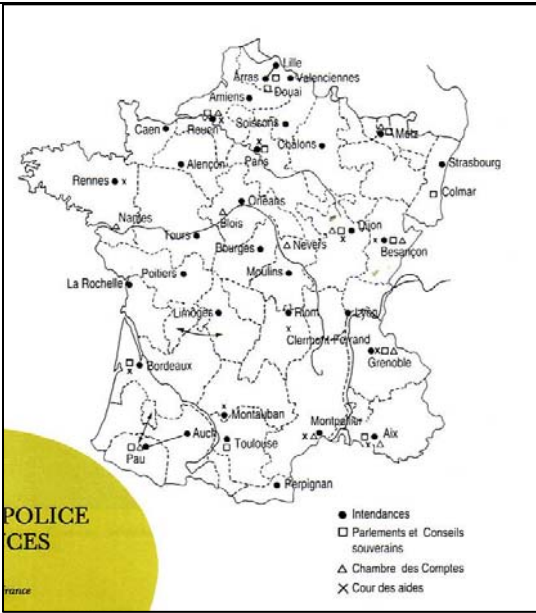 Lille
Arras
Valenciennes
Douai
Amiens
Rouen
Soissons
Caen
Metz
Paris
Châlons
Alençon
Strasbourg
Rennes
Colmar
Orléans
Nantes
Blois
Dijon
Tours
Bourges
Nevers
Besançon
Poitiers
Moulins
La Rochelle
Limoges
Riom
Lyon
Clermont-Ferrand
Grenoble
Bordeaux
Montauban
Montpellier
Auch
Toulouse
Aix
Pau
Perpignan
POLICE
CES
france
Intendances
Parlements et Conseils
souverains
Chambre des Comptes
Cour des aides